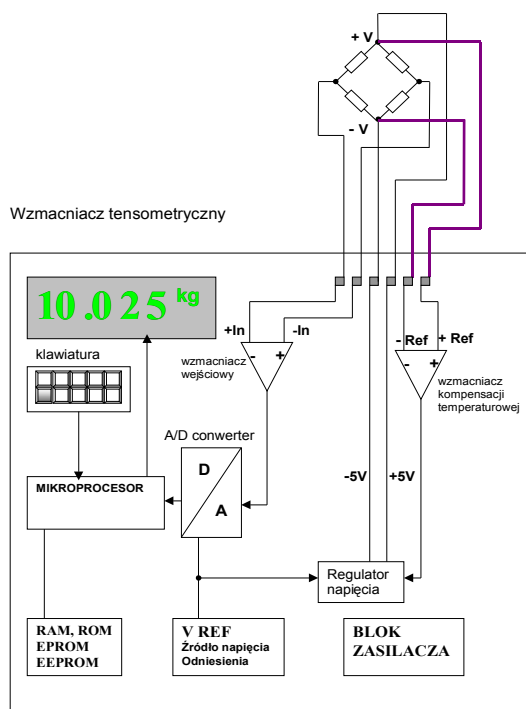 + V
- V
Wzmacniacz tensometryczny
10.025 kg
+In
-In
- Ref
+ Ref
klawiatura
wzmacniacz
wejściowy
-
+
-
+
wzmacniacz
kompensacji
temperaturowej
A/D converter
D
A
MIKROPROCESOR
-5V
+5V
Regulator
napięcia
RAM, ROM
EPROM
EEPROM
V REF
Źródło napięcia
Odniesienia
BLOK
ZASILACZA